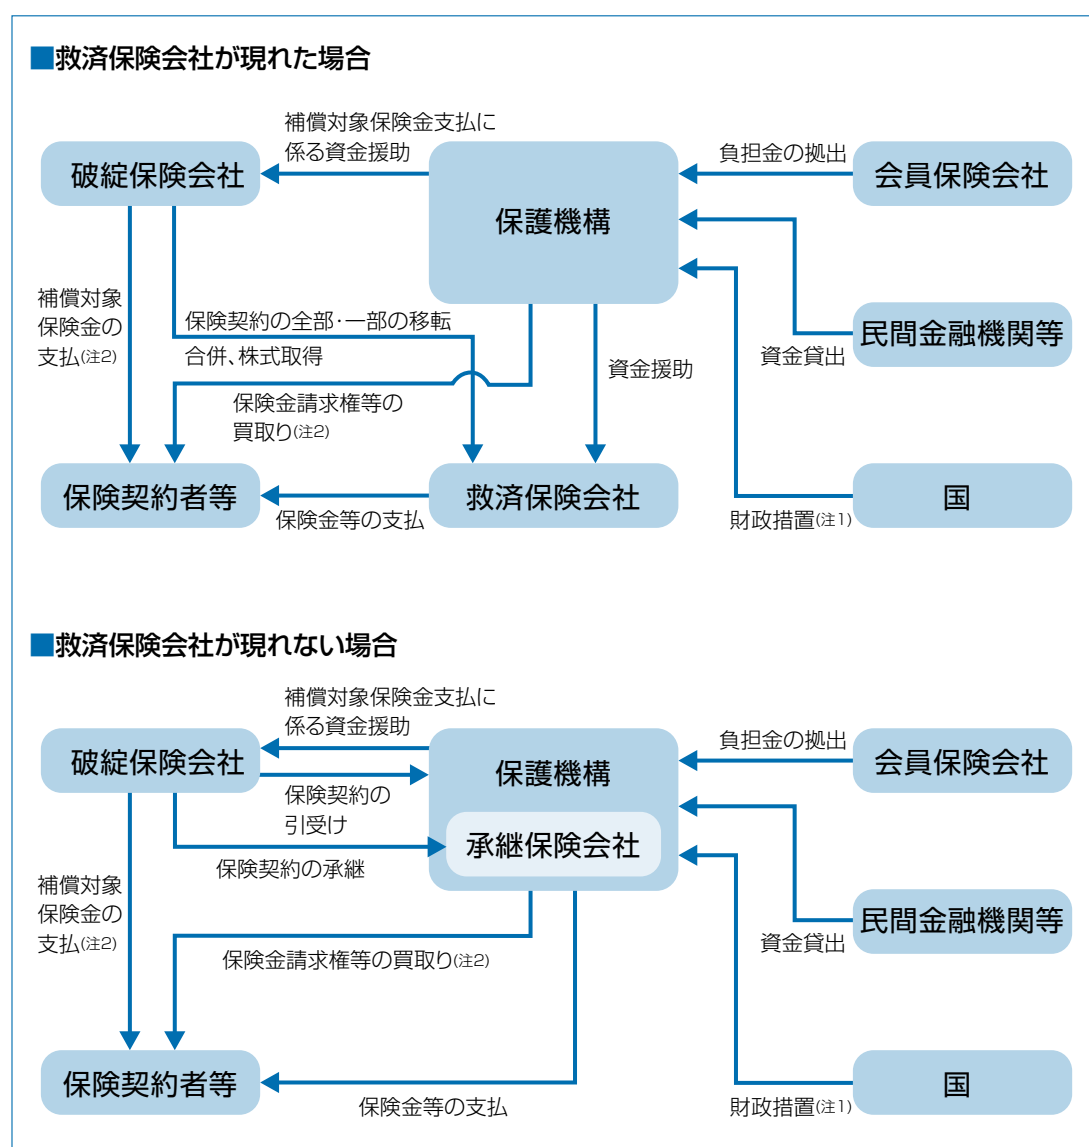 ■救済保険会社が現れた場合
補償対象保険金支払に
係る資金援助
負担金の拠出
破綻保険会社
保護機構
会員保険会社
補償対象
保険金の
支払(注2)
保険契約の全部・一部の移転
合併、株式取得
資金援助
民間金融機関等
資金貸出
保険金請求権等の
買取り(注2)
保険契約者等
救済保険会社
国
保険金等の支払
財政措置(注1)
■救済保険会社が現れない場合
補償対象保険金支払に
係る資金援助
負担金の拠出
破綻保険会社
保護機構
会員保険会社
保険契約の
引受け
承継保険会社
保険契約の承継
補償対象
保険金の
支払(注2)
民間金融機関等
資金貸出
保険金請求権等の買取り(注2)
保険契約者等
国
保険金等の支払
財政措置(注1)